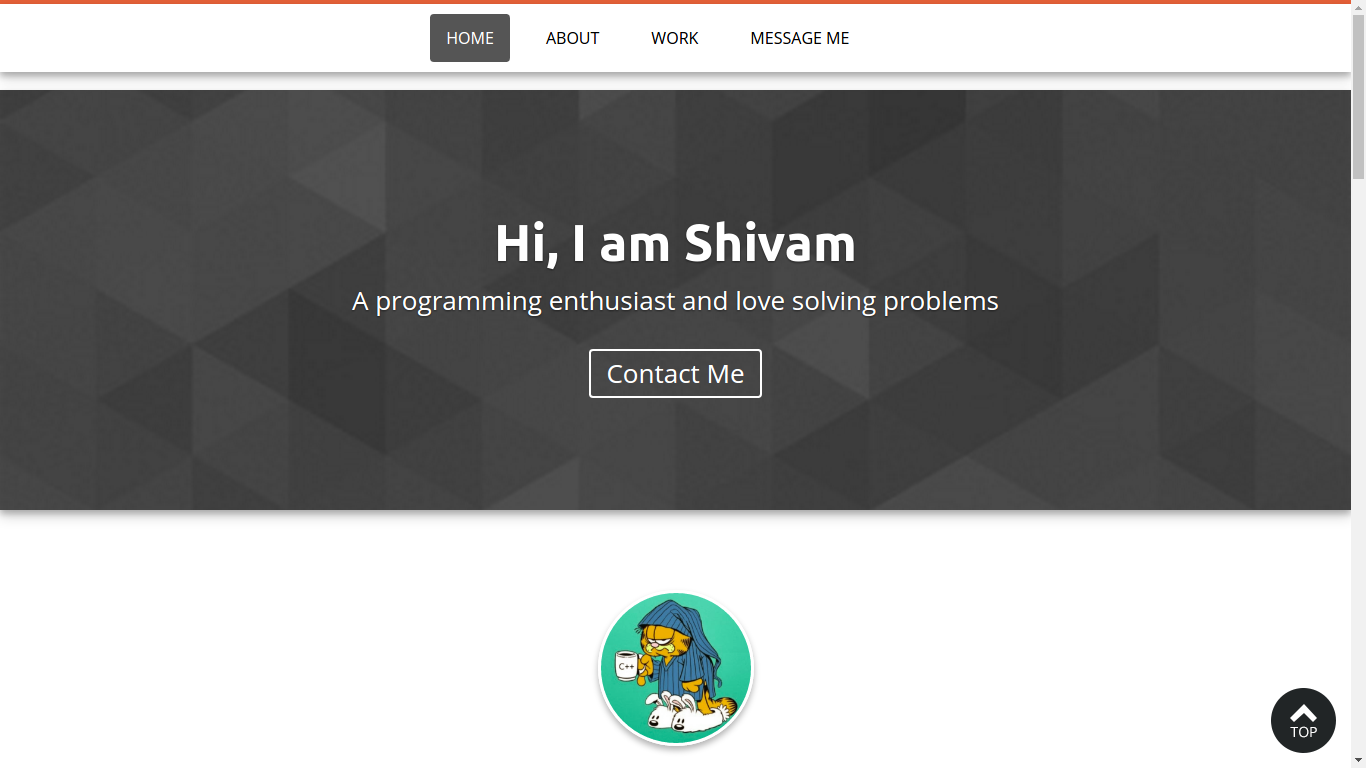 HOME ABOUT WORK MESSAGE ME
Hi, I am Shivam
A programming enthusiast and love solving problems
Contact Me
C++
TOP